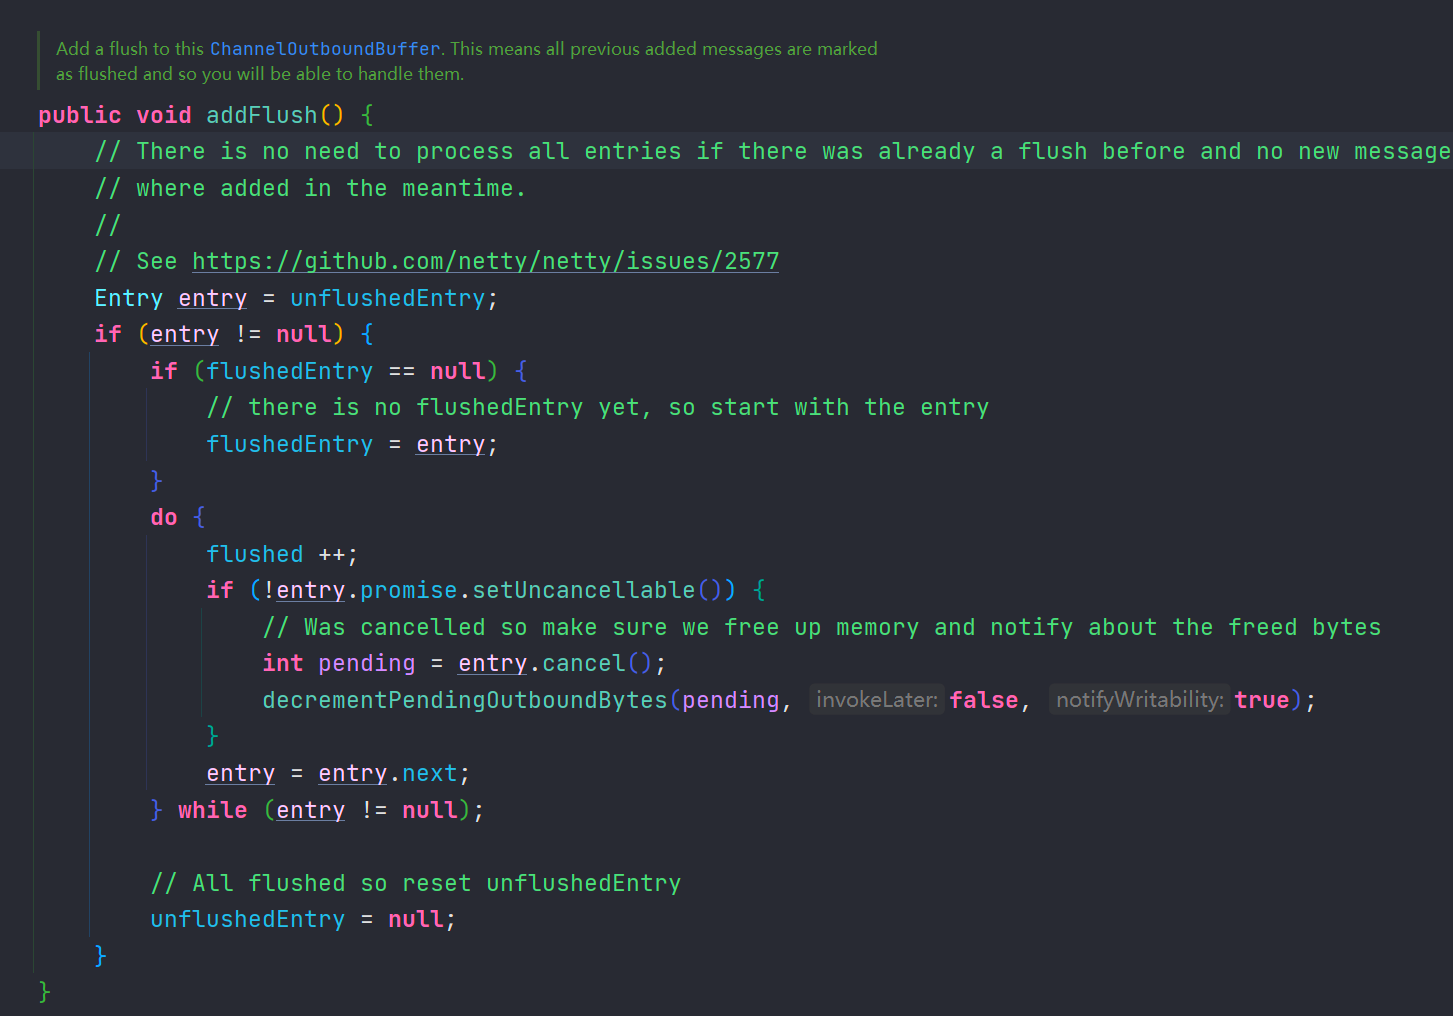 Add a flush to this ChannelOutboundBuffer. This means all previous added messages are marked
as flushed and so you will be able to handle them.
public void addFlush() {
// There is no need to process all entries if there was already a flush before and no new message
// where added in the meantime.
//
// See https://github.com/netty/netty/issues/2577
Entry entry = unflushedEntry;
if (entry != null) {
if (flushedEntry == null) {
// there is no flushedEntry yet, so start with the entry
flushedEntry = entry;
}
do {
flushed ++;
if (!entry.promise.setUncancellable()) {
// Was cancelled so make sure we free up memory and notify about the freed bytes
int pending = entry.cancel();
decrementPendingOutboundBytes(pending, invokeLater: false, notifyWritability: true);
}
entry = entry.next;
} while (entry != null);
// All flushed so reset unflushedEntry
unflushedEntry = null;
}
}